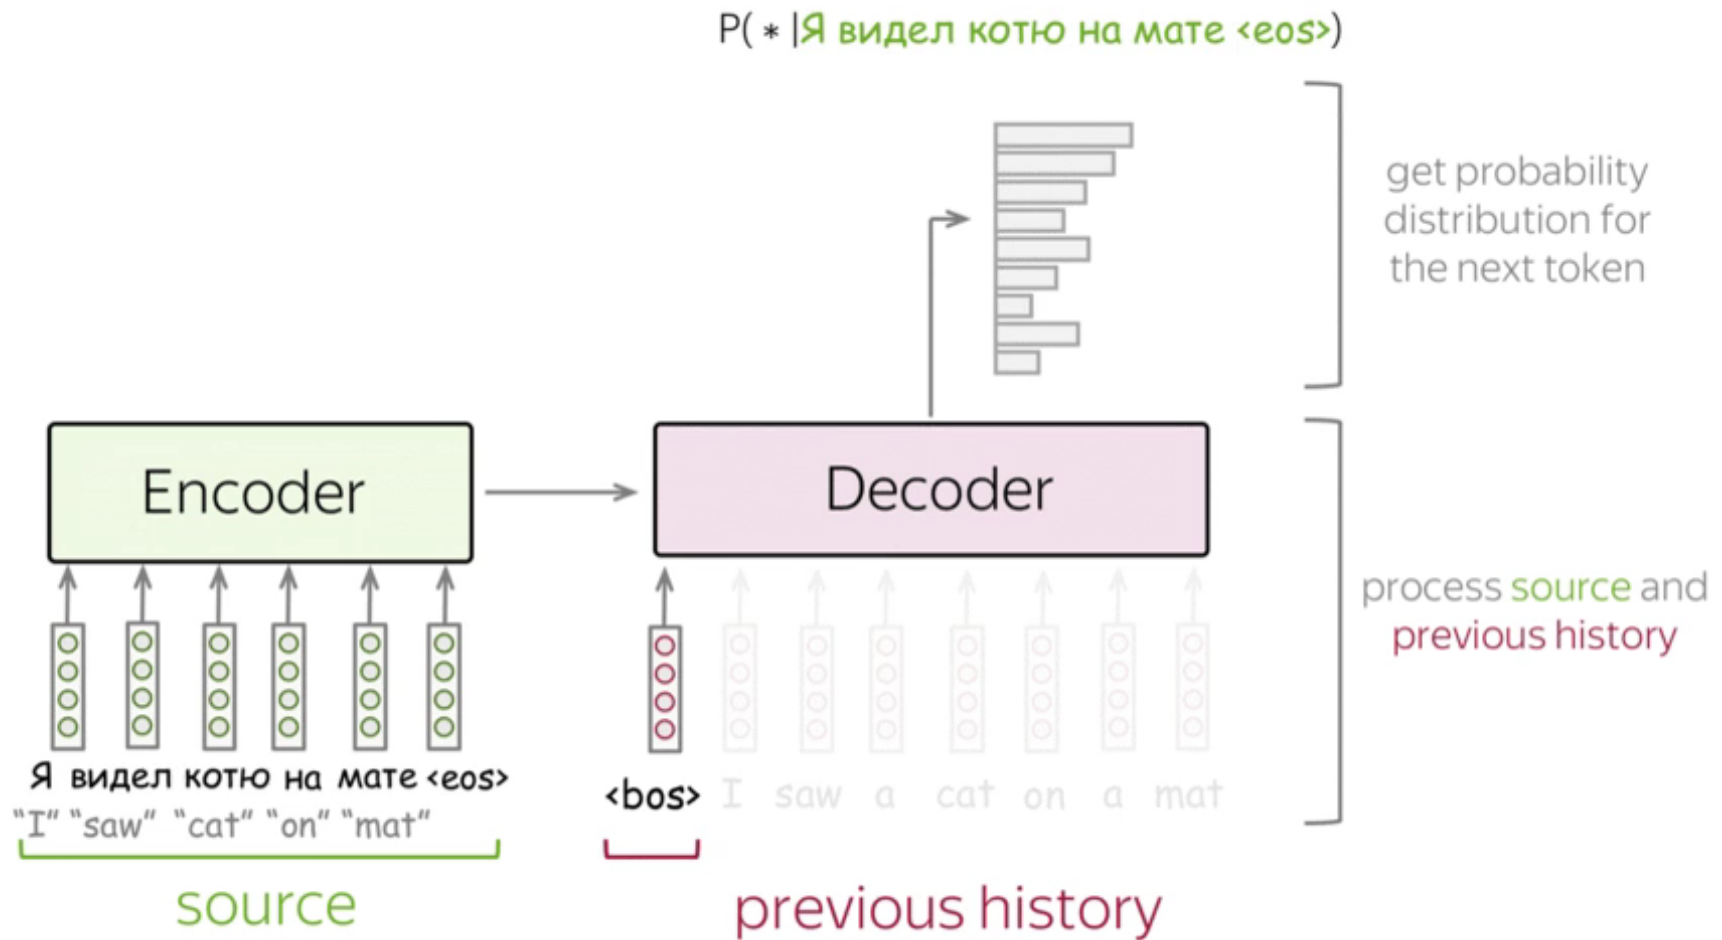 P( * |Я видел котю на мате <eos>)
get probability
distribution for
the next token
Encoder
Decoder
process source and
previous history
Я видел котю на мате <eos>
"I" "saw" "cat" "on" "mat"
<bos> I saw a cat on a mat
source
previous history